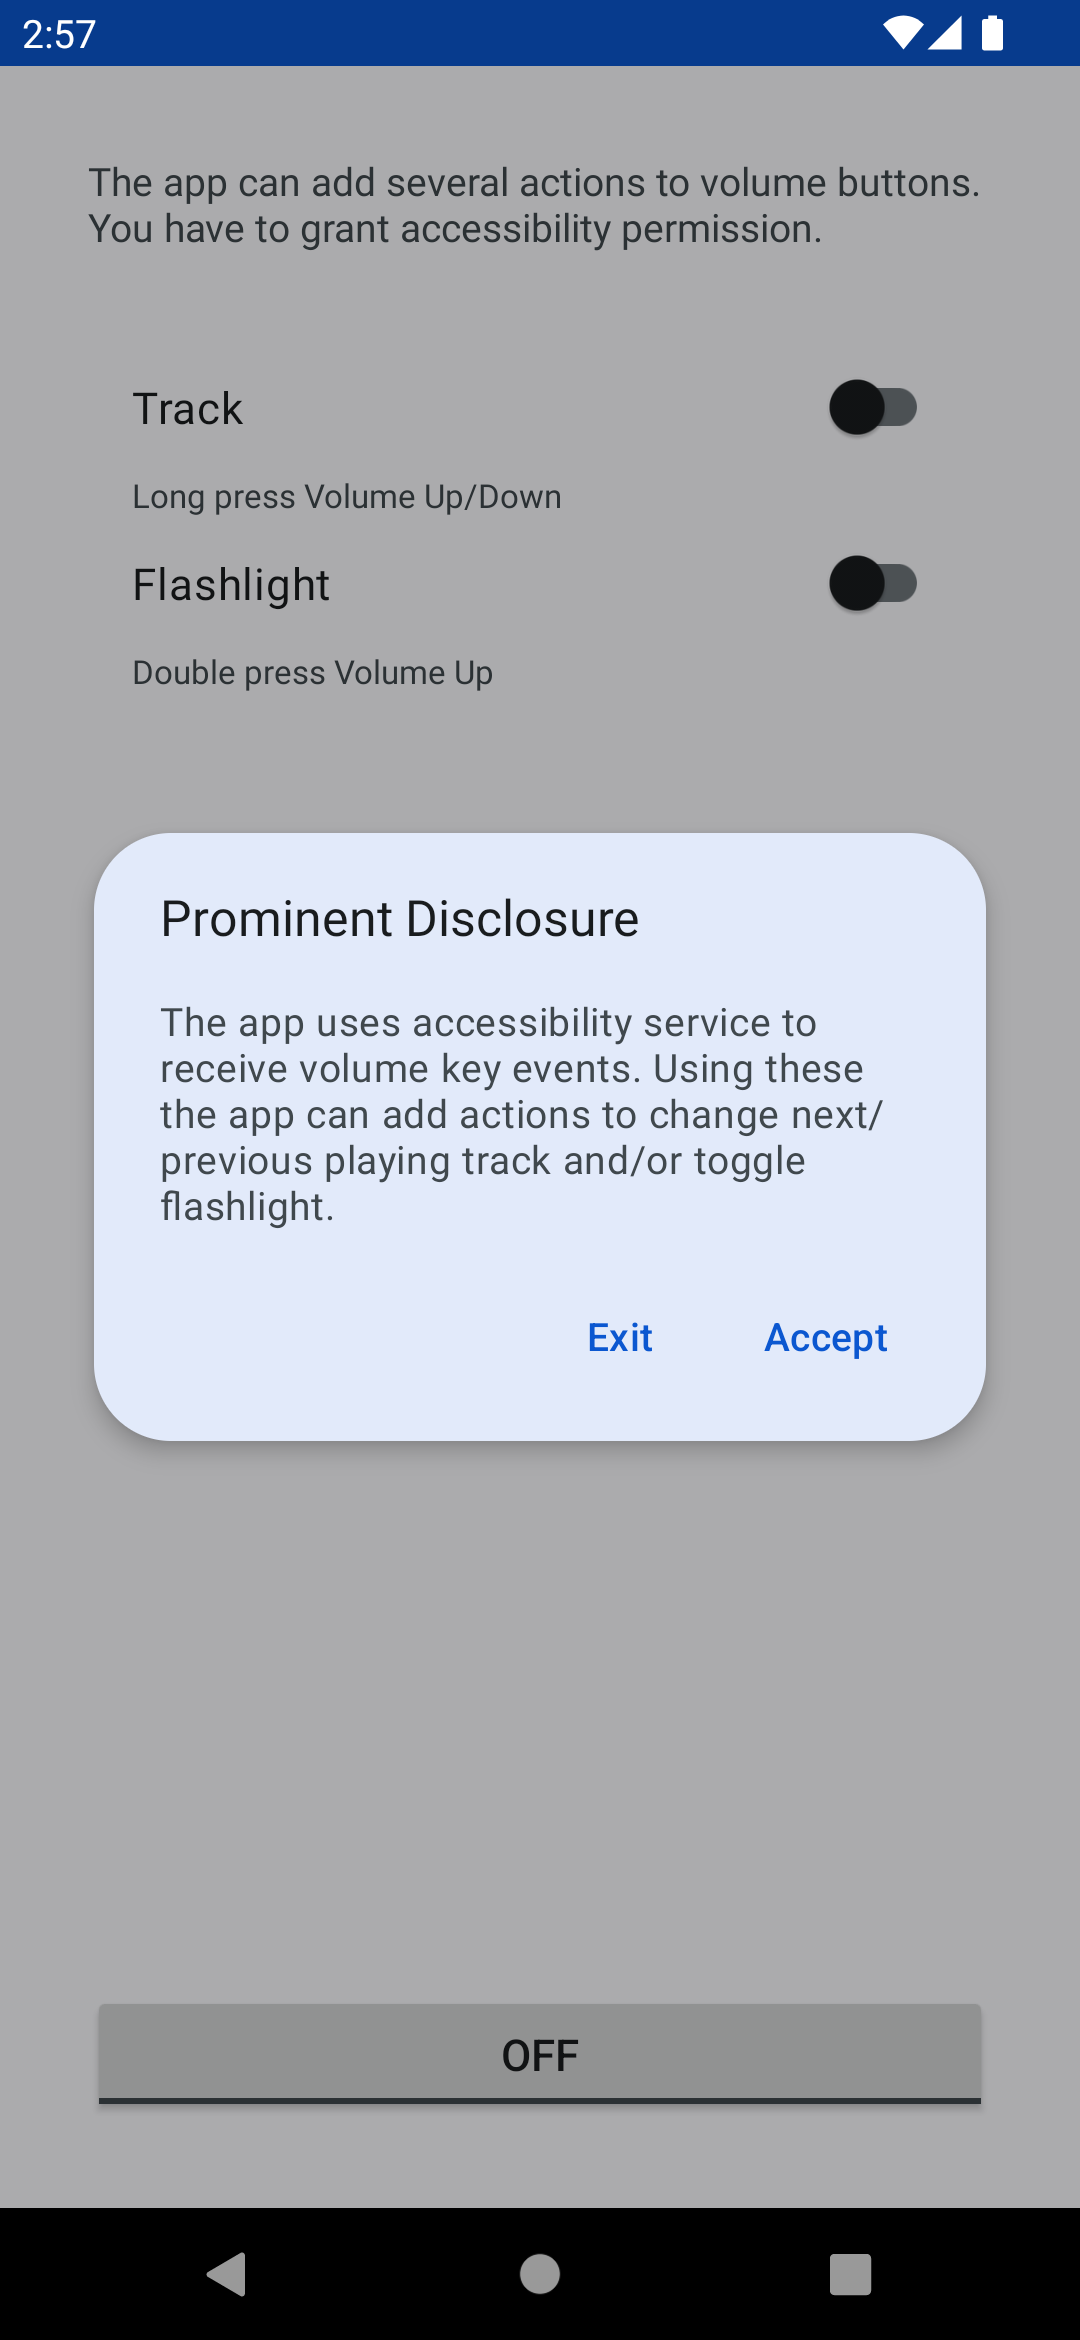 2:57
The app can add several actions to volume buttons.
You have to grant accessibility permission.
Track
Long press Volume Up/Down
Flashlight
Double press Volume Up
Prominent Disclosure
The app uses accessibility service to
receive volume key events. Using these
the app can add actions to change next/
previous playing track and/or toggle
flashlight.
Exit Accept
OFF